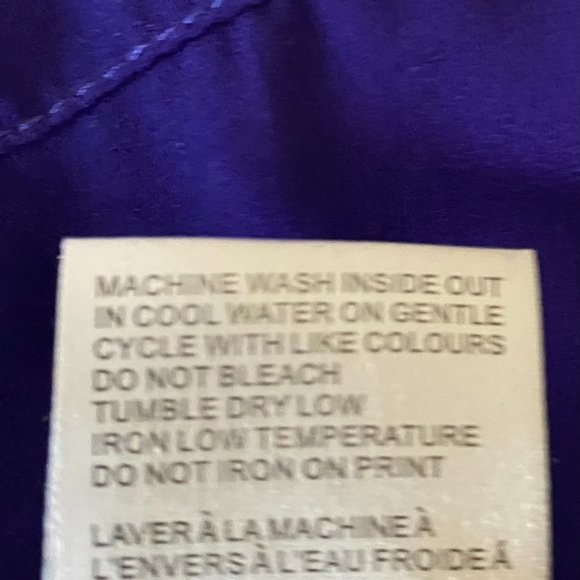 MACHINE WASH INSIDE OUT
IN COOL WATER ON GENTLE
CYCLE WITH LIKE COLOURS
DO NOT BLEACH
TUMBLE DRY LOW
IRON LOW TEMPERATURE
DO NOT IRON ON PRINT
LAVER À LA MACHINE À
L'ENVERS À L'EAU FROIDE À